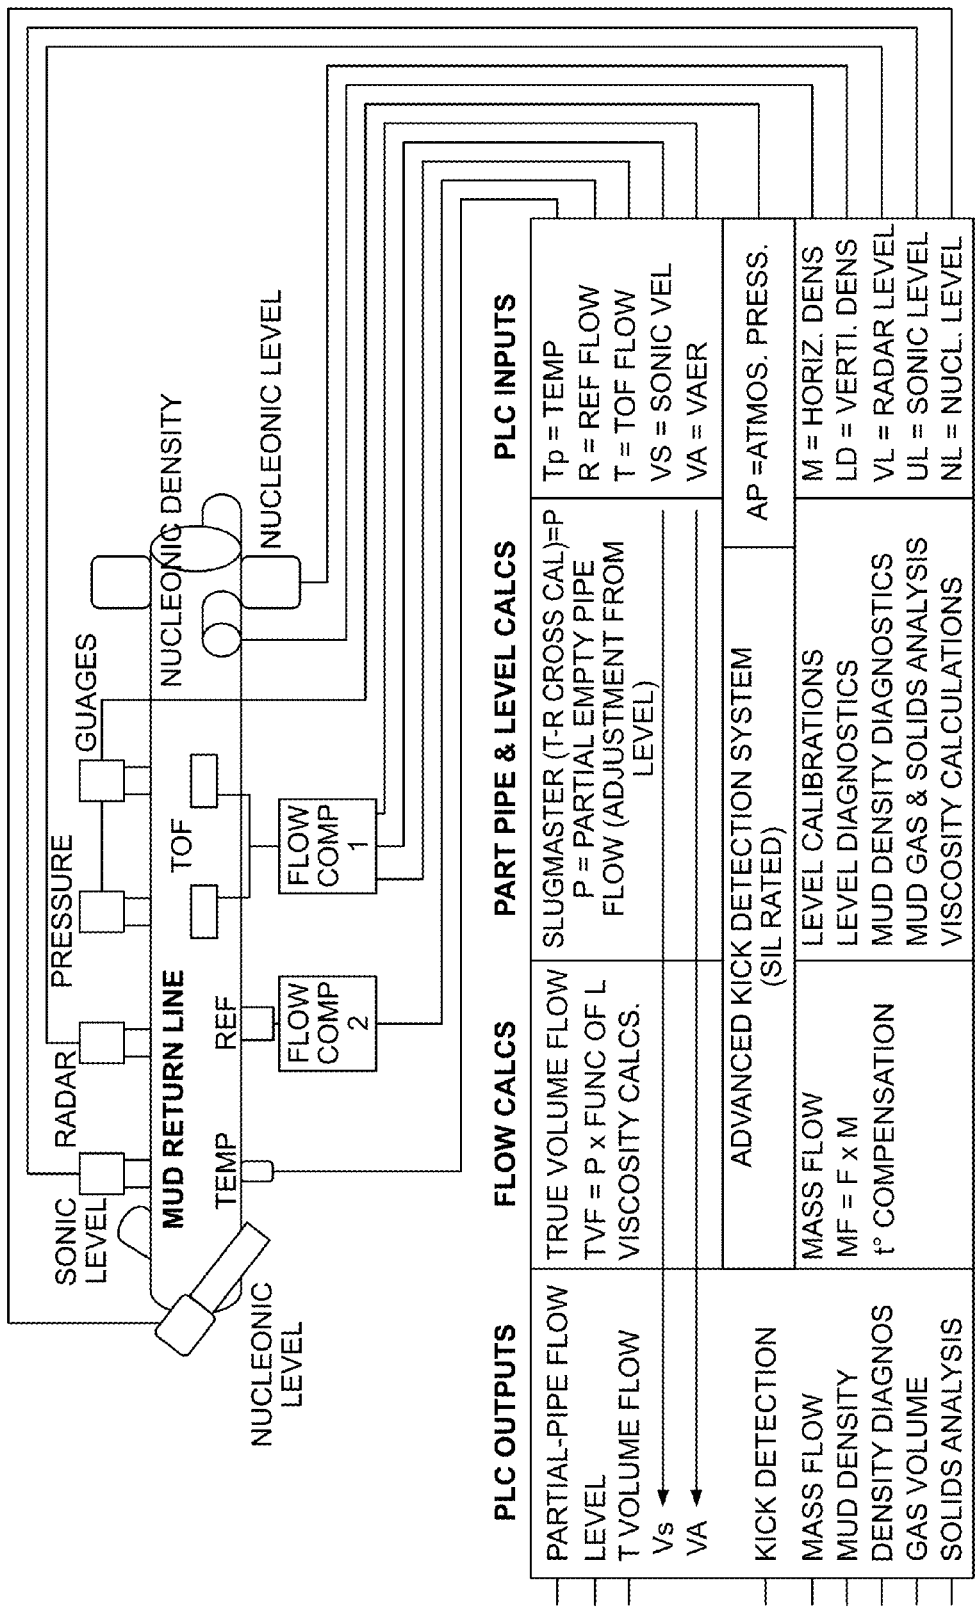 SONIC
LEVEL
RADAR
PRESSURE
GUAGES
MUD RETURN LINE
NUCLEONIC DENSITY
TEMP
REF
TOF
NUCLEONIC
LEVEL
NUCLEONIC LEVEL
FLOW
COMP
2
FLOW
COMP
1
PLC OUTPUTS
PARTIAL-PIPE FLOW
LEVEL
T VOLUME FLOW
Vs
VA
KICK DETECTION
MASS FLOW
MUD DENSITY
DENSITY DIAGNOS
GAS VOLUME
SOLIDS ANALYSIS
FLOW CALCS
TRUE VOLUME FLOW
TVF = P x FUNC OF L
VISCOSITY CALCS.
PART PIPE & LEVEL CALCS
SLUGMASTER (T-R CROSS CAL)=P
P = PARTIAL EMPTY PIPE
FLOW (ADJUSTMENT FROM
LEVEL)
ADVANCED KICK DETECTION SYSTEM
(SIL RATED)
MASS FLOW
MF = F x M
t° COMPENSATION
LEVEL CALIBRATIONS
LEVEL DIAGNOSTICS
MUD DENSITY DIAGNOSTICS
MUD GAS & SOLIDS ANALYSIS
VISCOSITY CALCULATIONS
PLC INPUTS
Tp = TEMP
R = REF FLOW
T = TOF FLOW
VS = SONIC VEL
VA = VAER
AP =ATMOS. PRESS.
M = HORIZ. DENS
LD = VERTI. DENS
VL = RADAR LEVEL
UL = SONIC LEVEL
NL = NUCL. LEVEL